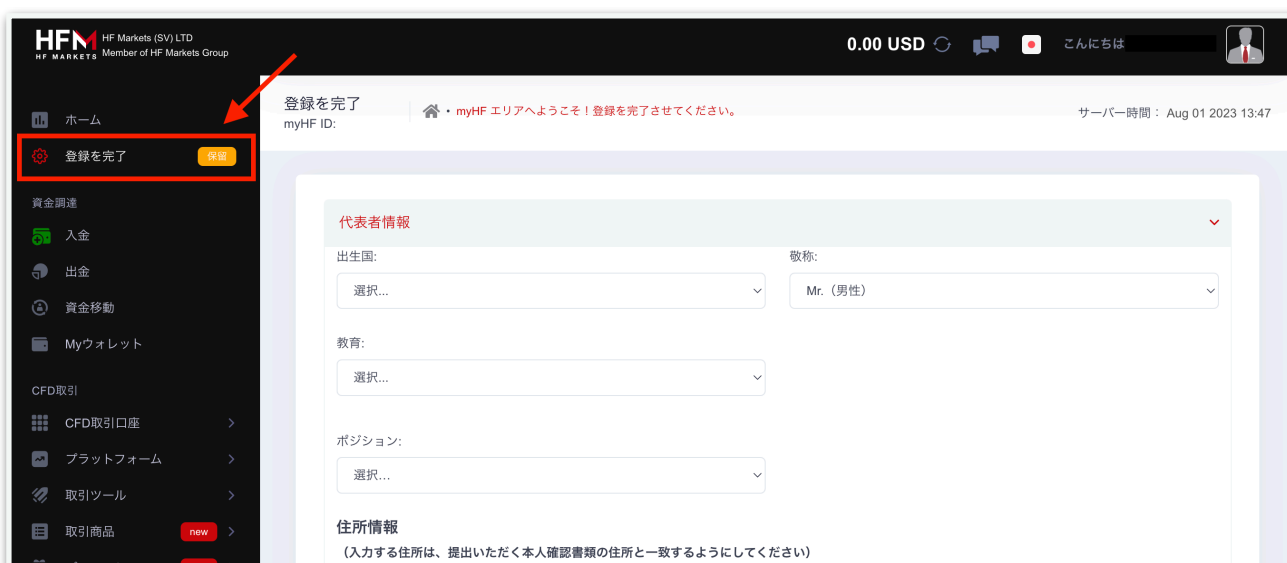 HFM
HF MARKETS
HF Markets (SV) LTD
Member of HF Markets Group
0.00 USD
こんにちは
ホーム
登録を完了
保留
資金調達
入金
出金
資金移動
Myウォレット
CFD取引
CFD取引口座
プラットフォーム
取引ツール
取引商品
new
登録を完了
myHF ID:
・myHF エリアへようこそ！登録を完了させてください。
サーバー時間： Aug 01 2023 13:47
代表者情報
出生国:
選択...
敬称:
Mr.（男性）
教育:
選択...
ポジション:
選択...
住所情報
（入力する住所は、提出いただく本人確認書類の住所と一致するようにしてください）